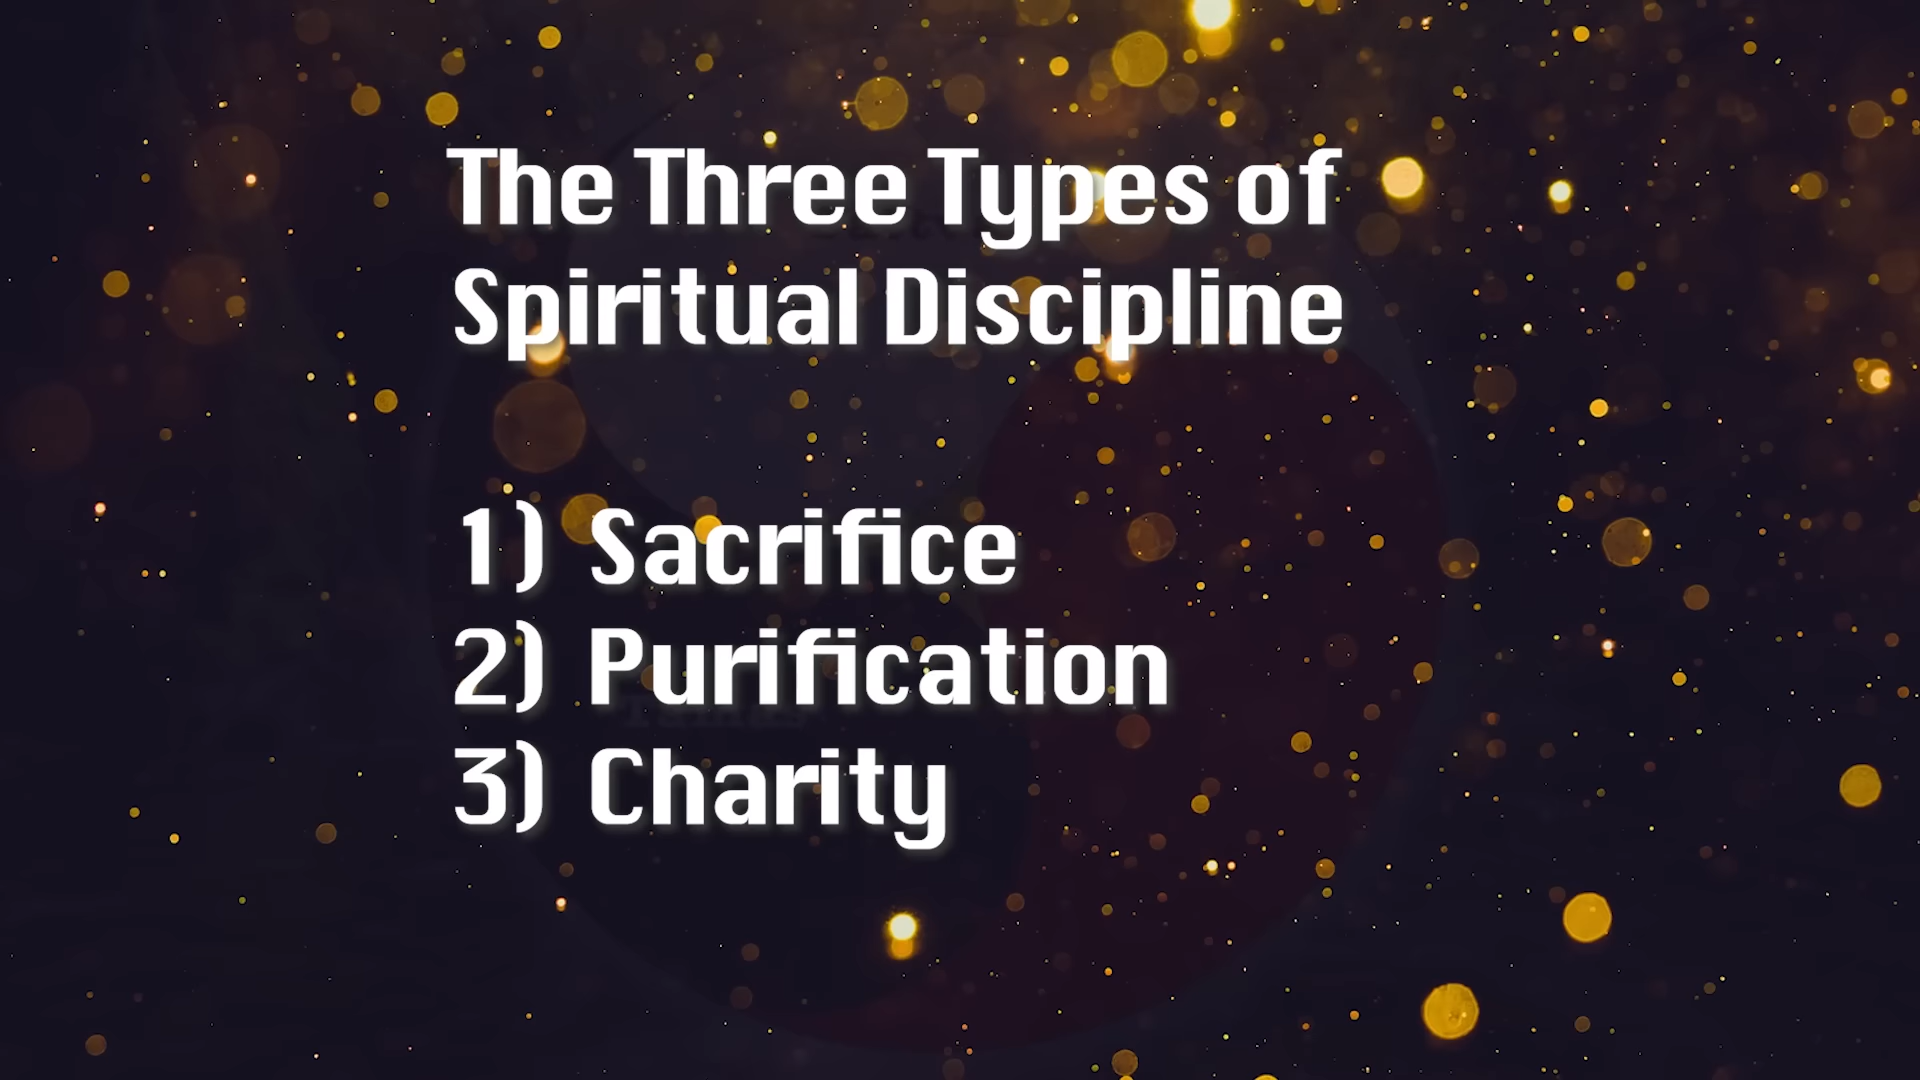 The Three Types of
Spiritual Discipline
1) Sacrifice
2) Purification
3) Charity